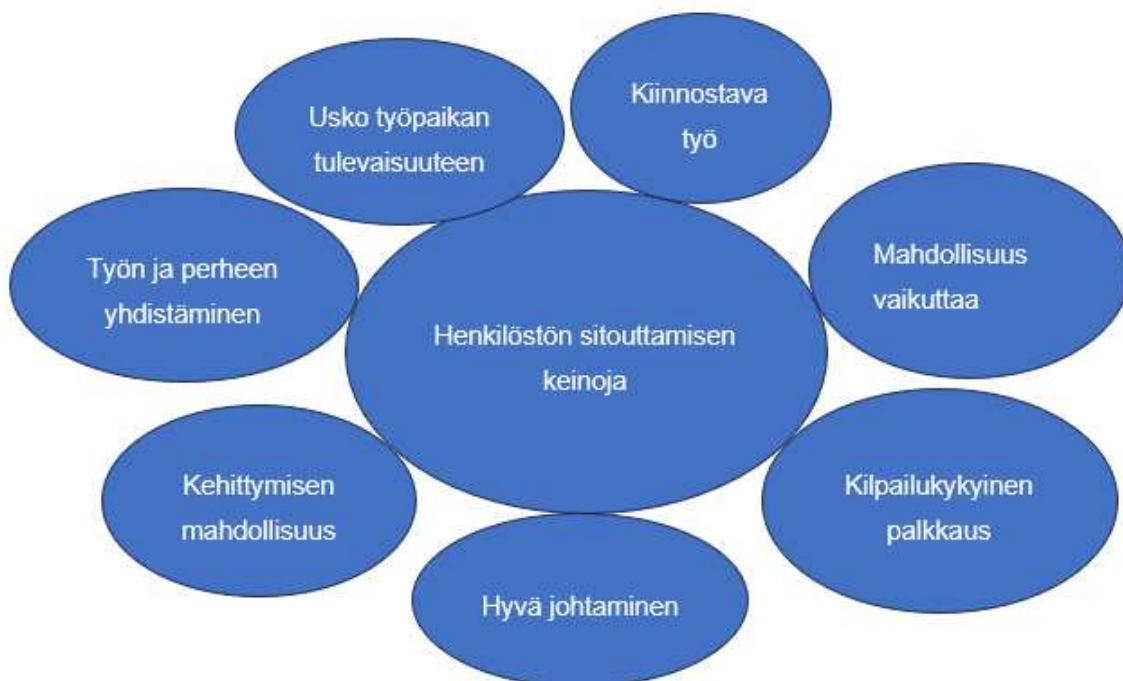 Kiinnostava
työ
Usko työpaikan
tulevaisuuteen
Mahdollisuus
vaikuttaa
Työn ja perheen
yhdistäminen
Henkilöstön sitouttamisen
keinoja
Kehittymisen
mahdollisuus
Kilpailukykyinen
palkkaus
Hyvä johtaminen